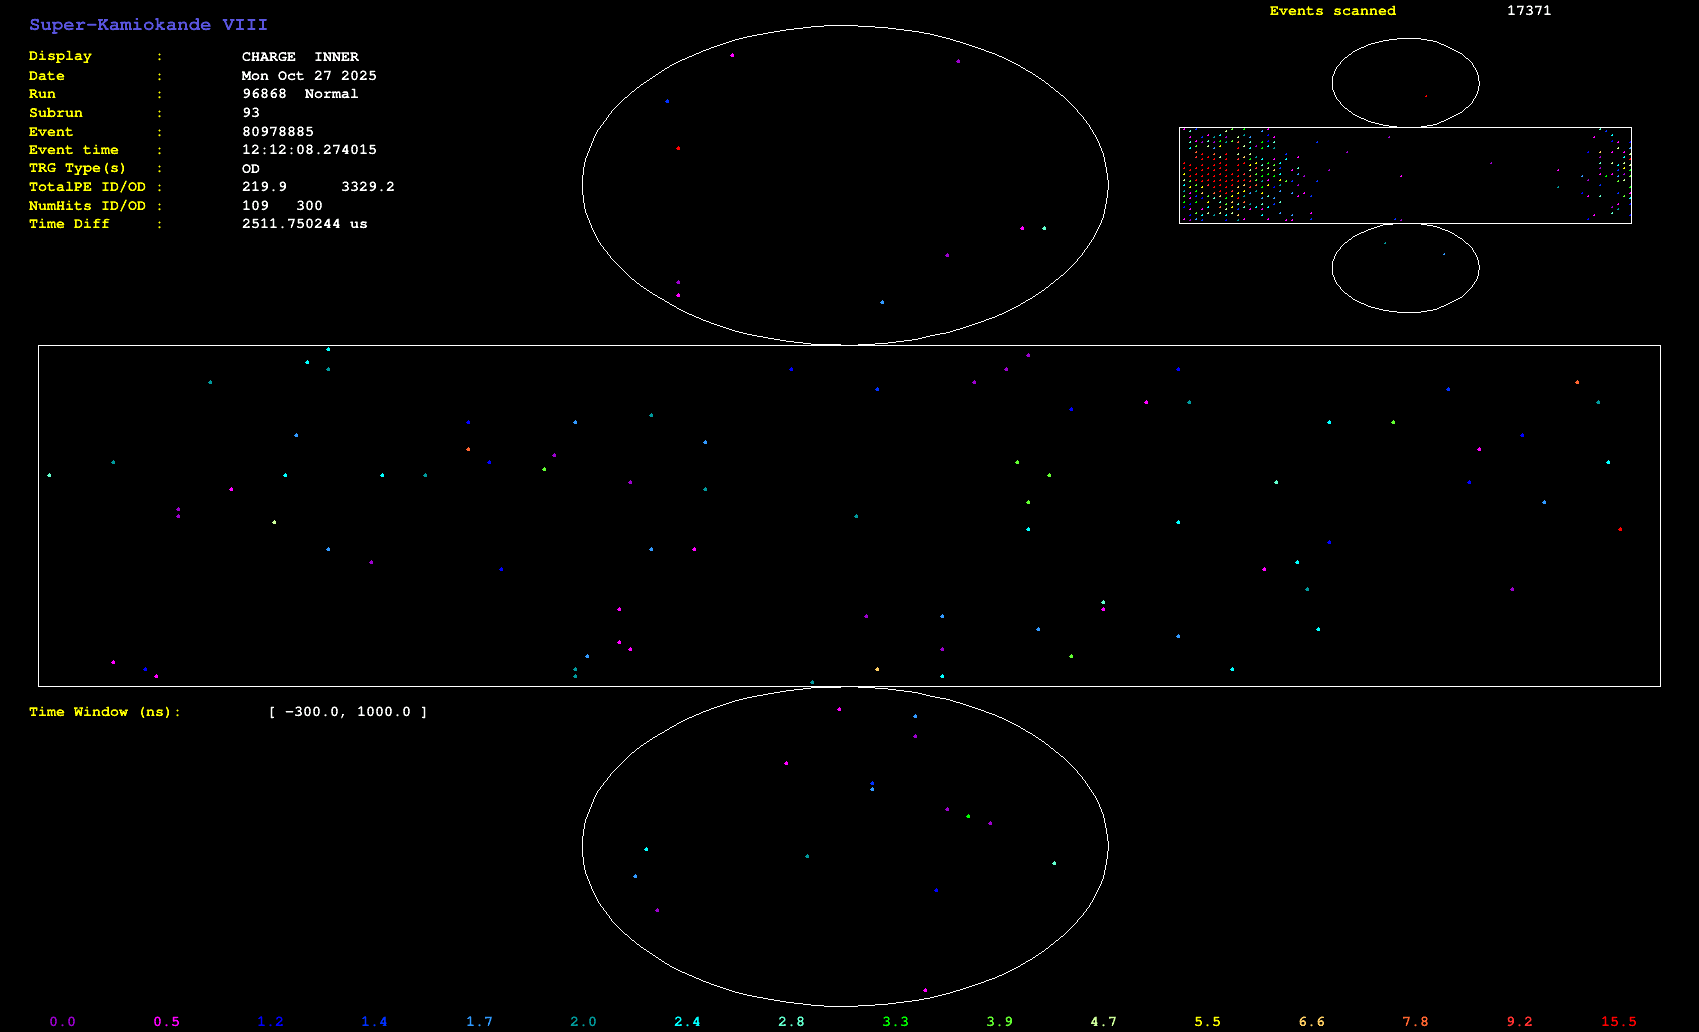 Super-Kamiokande VIII
Events scanned 17371
Display : CHARGE INNER
Date : Mon Oct 27 2025
Run : 96868 Normal
Subrun : 93
Event : 80978885
Event time : 12:12:08.274015
TRG Type(s) : OD
TotalPE ID/OD : 219.9 3329.2
NumHits ID/OD : 109 300
Time Diff : 2511.750244 us
Time Window (ns): [ -300.0, 1000.0 ]
0.0 0.5 1.2 1.4 1.7 2.0 2.4 2.8 3.3 3.9 4.7 5.5 6.6 7.8 9.2 15.5